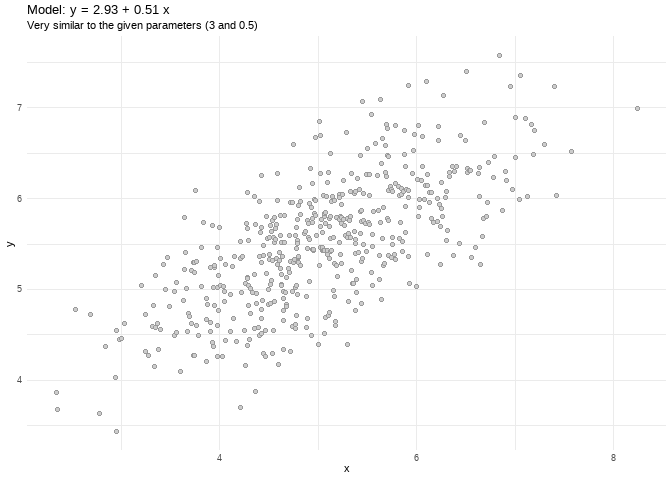 Model: y = 2.93 + 0.51 x
Very similar to the given parameters (3 and 0.5)
7
6
y
5
4
4
6
8
x